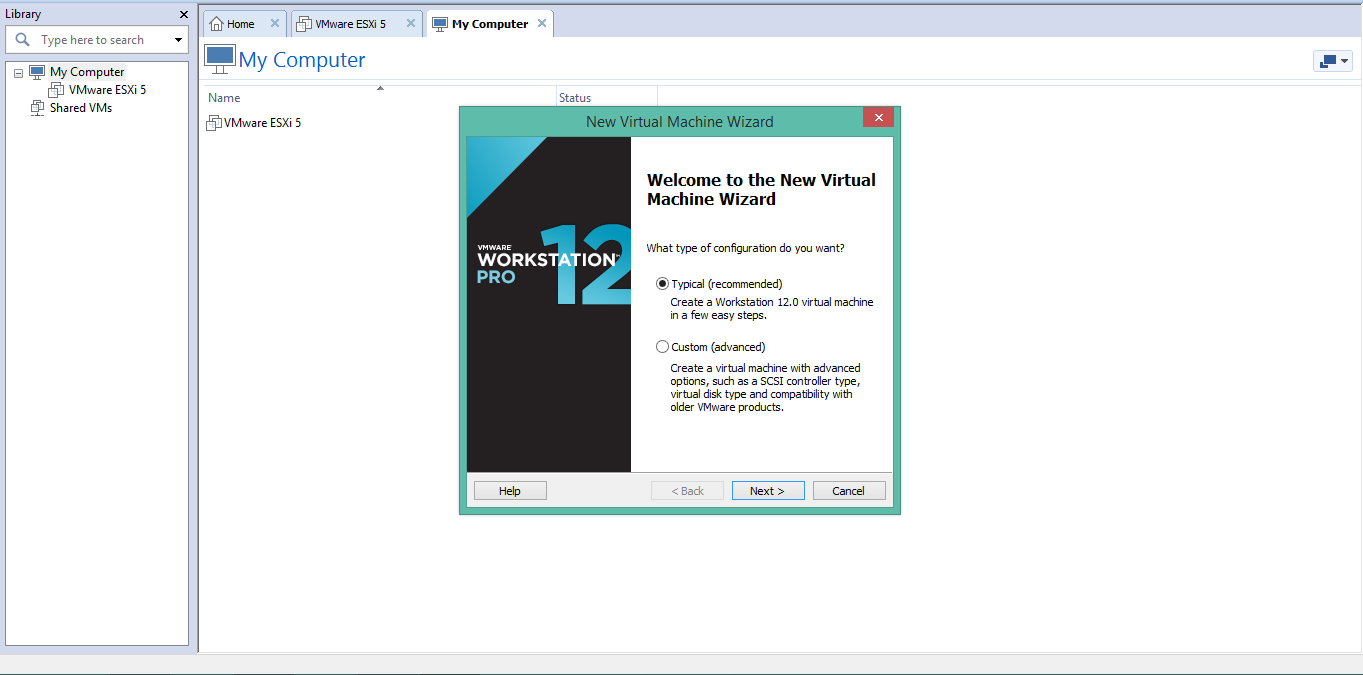 Library
Type here to search
My Computer
VMware ESXi 5
Shared VMs
Home
VMware ESXi 5
My Computer
My Computer
Name
Status
VMware ESXi 5
New Virtual Machine Wizard
VMWARE
WORKSTATION™
PRO
12
Welcome to the New Virtual
Machine Wizard
What type of configuration do you want?
Typical (recommended)
Create a Workstation 12.0 virtual machine
in a few easy steps.
Custom (advanced)
Create a virtual machine with advanced
options, such as a SCSI controller type,
virtual disk type and compatibility with
older VMware products.
Help
< Back
Next >
Cancel